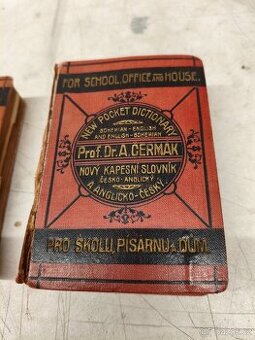 FOR SCHOOL, OFFICE AND HOUSE.
NEW POCKET DICTIONARY
BOHEMIAN-ENGLISH
AND ENGLISH-BOHEMIAN
Prof. Dr. A. ČERMÁK
NOVÝ KAPESNÍ SLOVNÍK
ČESKO-ANGLICKÝ
A ANGLICKO-ČESKÝ
PRO ŠKOLU, PÍSÁRNU A DŮM.